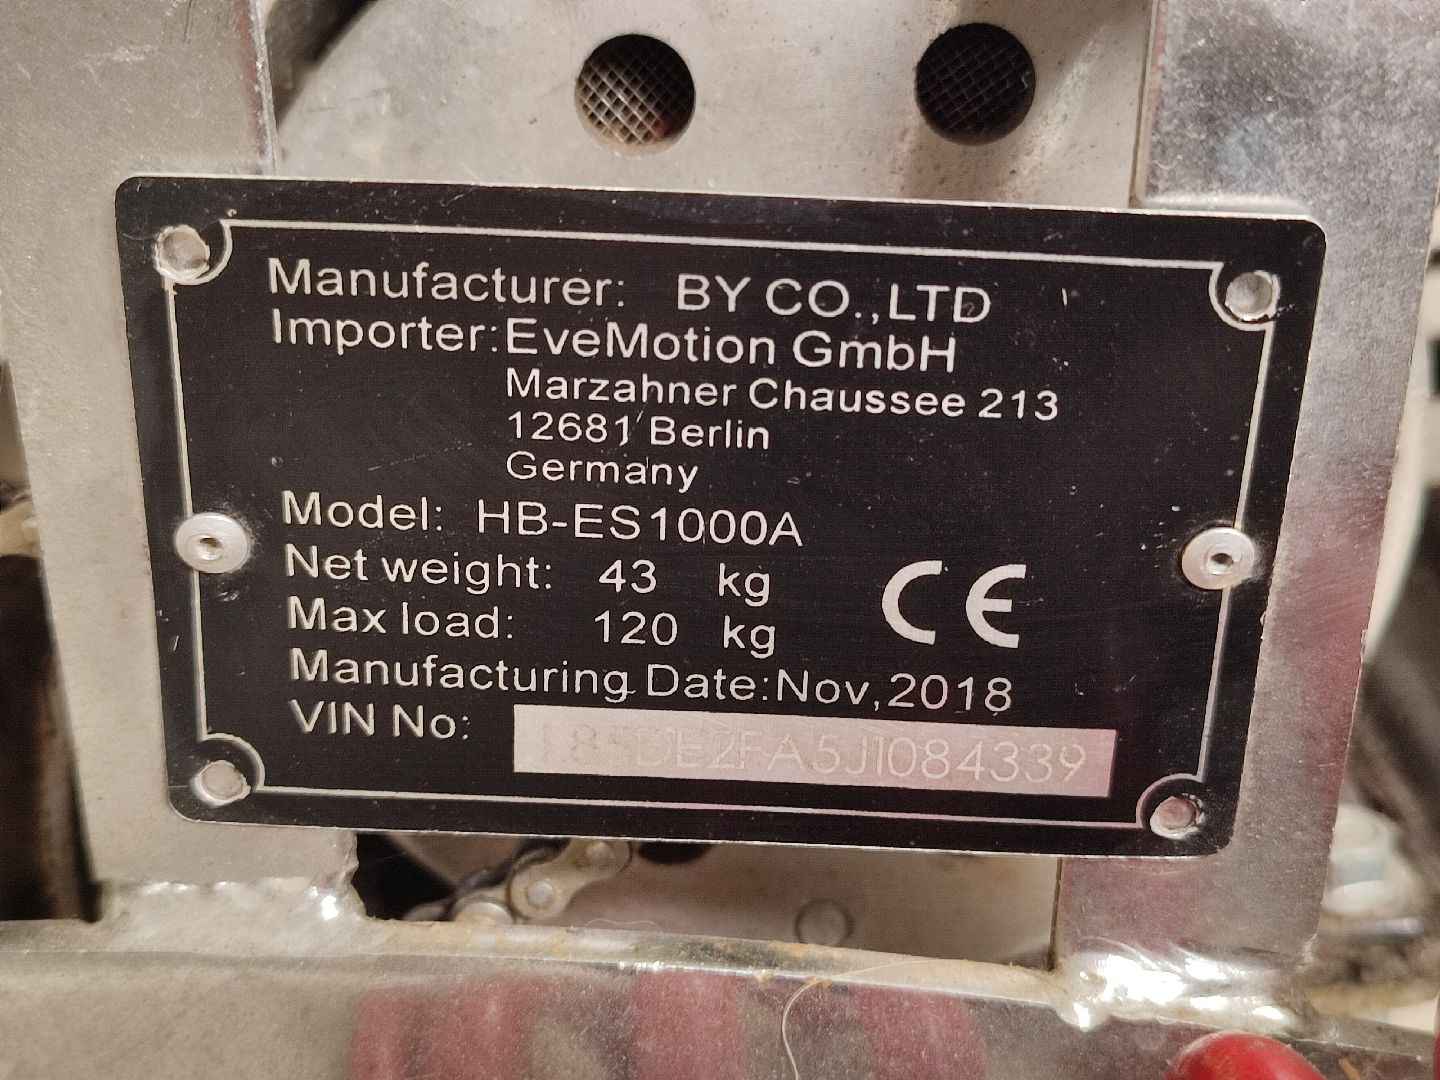 Manufacturer: BY CO.,LTD
Importer: EveMotion GmbH
Marzahner Chaussee 213
12681 Berlin
Germany
Model: HB-ES1000A
Net weight: 43 kg
Max load: 120 kg
CE
Manufacturing Date:Nov,2018
VIN No: